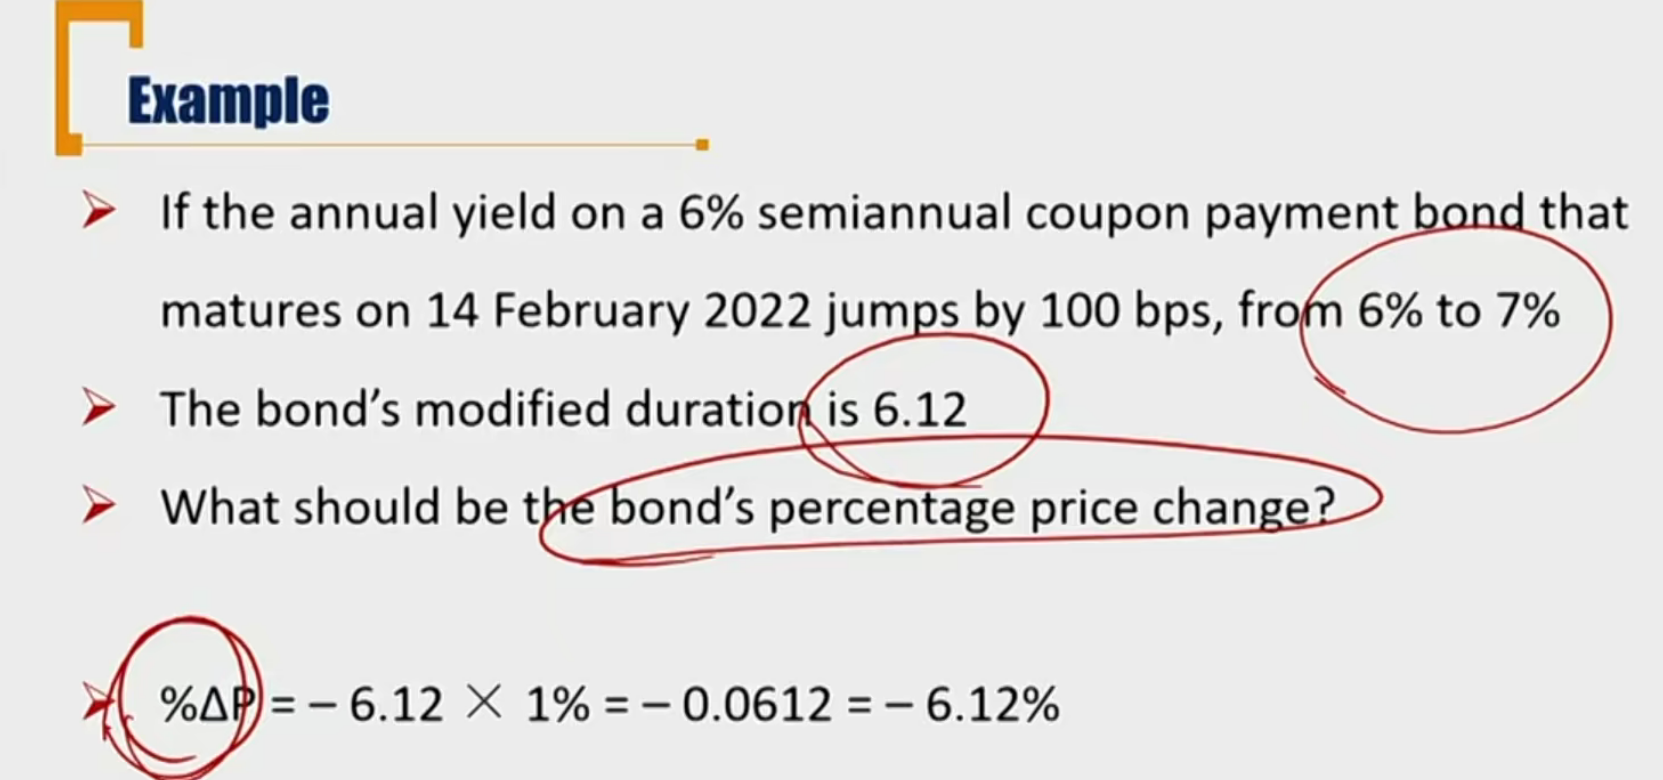 Example
If the annual yield on a 6% semiannual coupon payment bond that
matures on 14 February 2022 jumps by 100 bps, from 6% to 7%
The bond's modified duration is 6.12
What should be the bond's percentage price change?
%ΔP = – 6.12 × 1% = – 0.0612 = – 6.12%